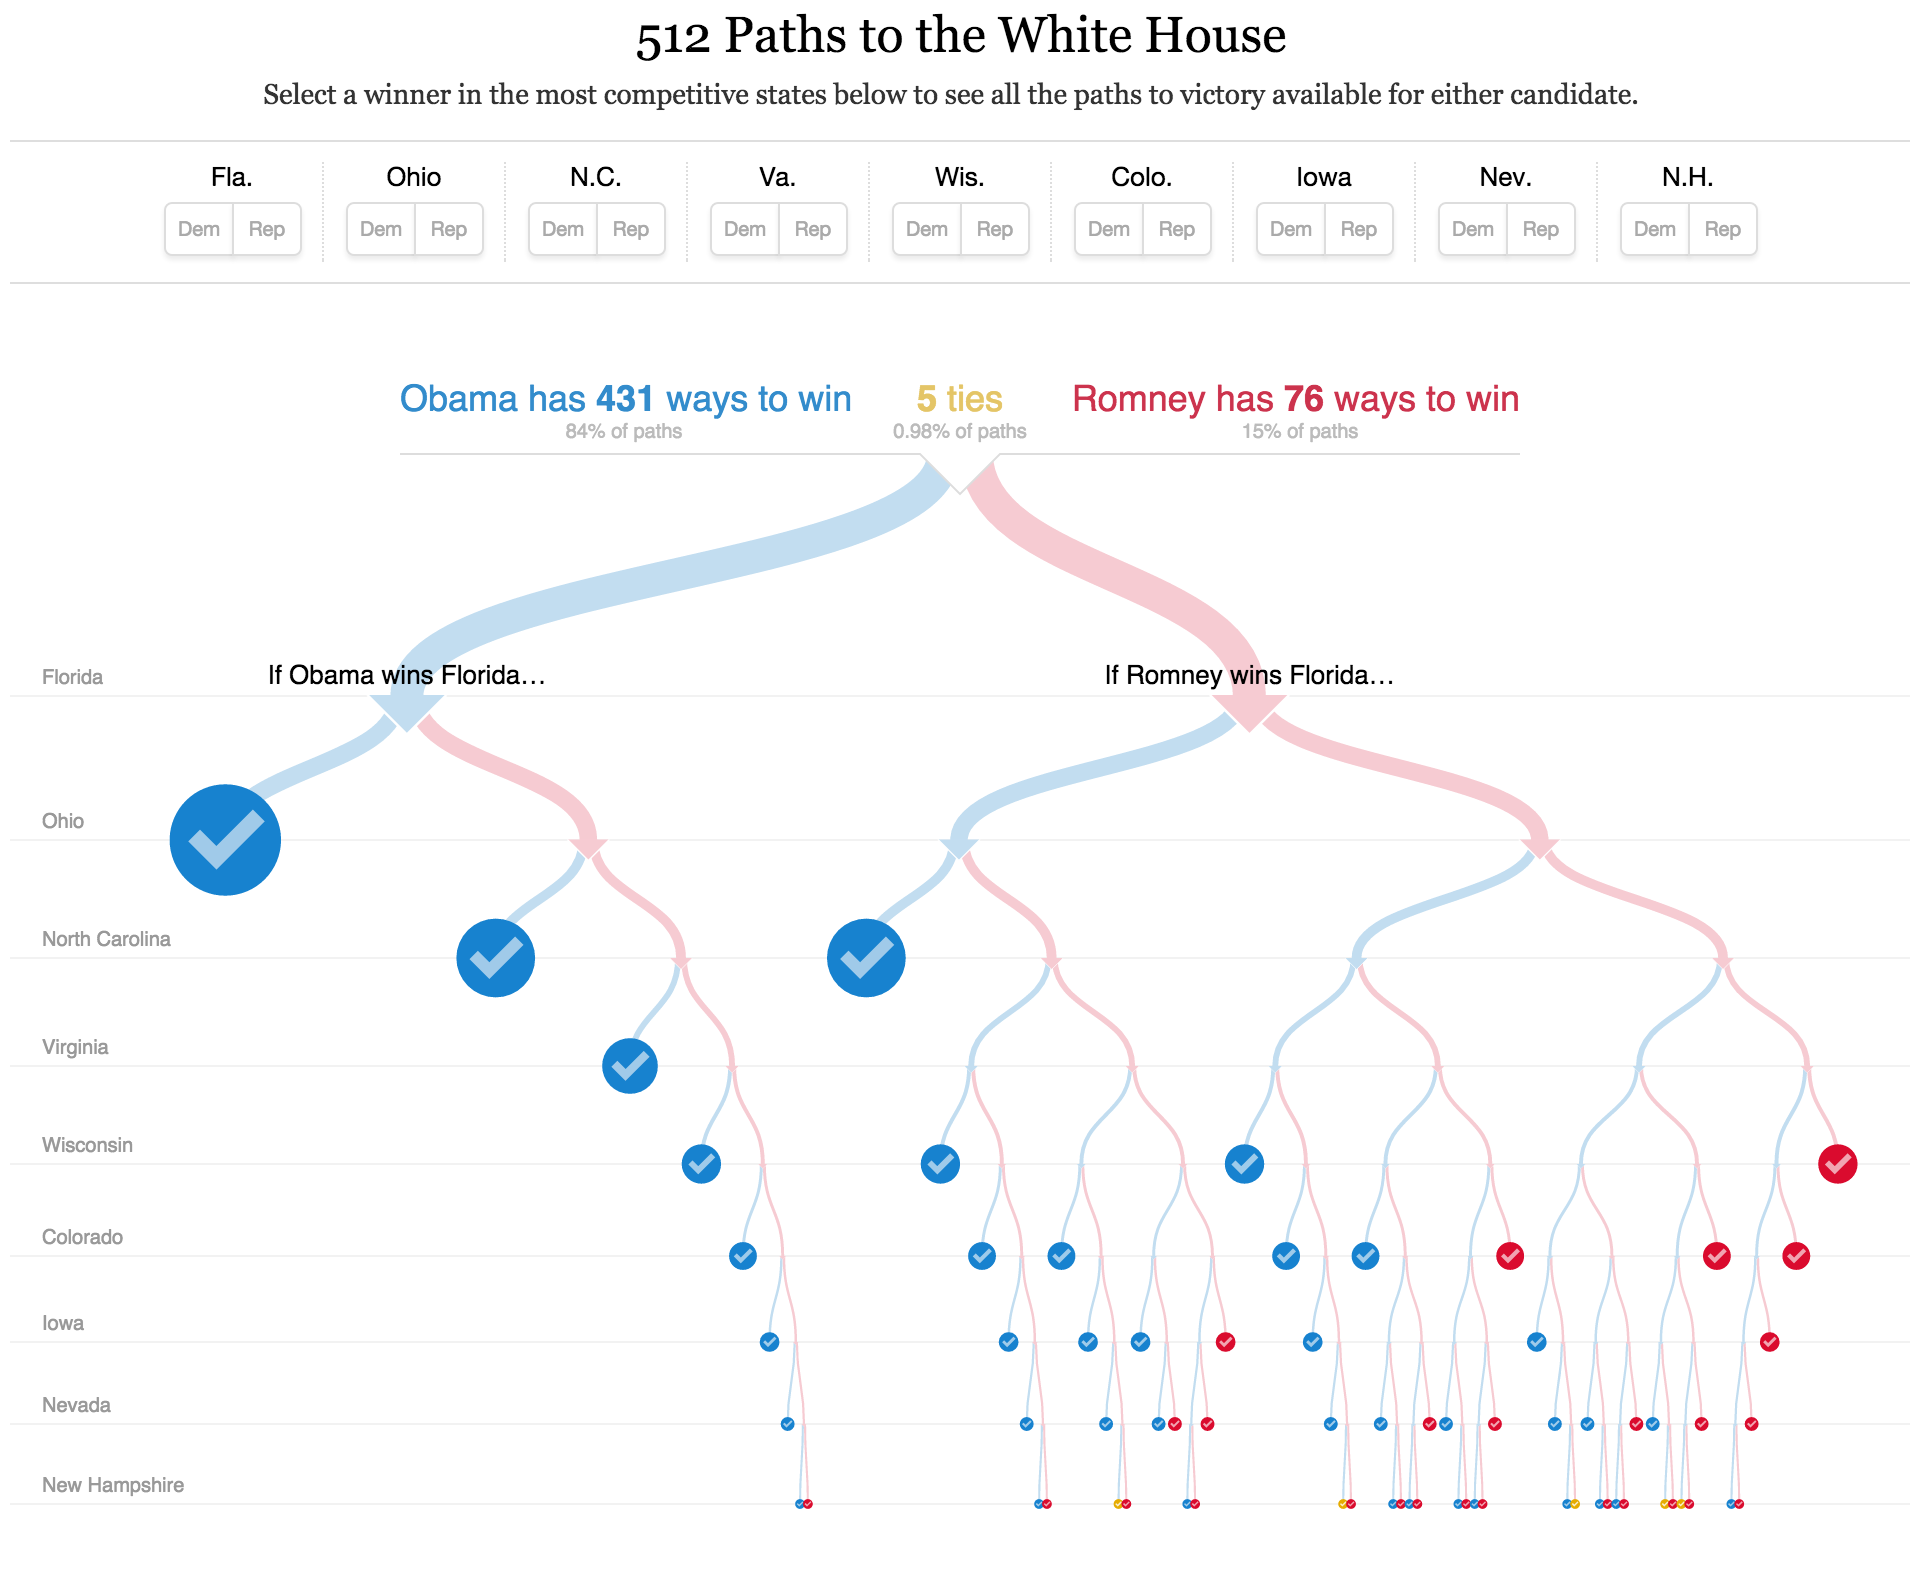 512 Paths to the White House
Select a winner in the most competitive states below to see all the paths to victory available for either candidate.
Fla. Ohio N.C. Va. Wis. Colo. Iowa Nev. N.H.
Dem Rep Dem Rep Dem Rep Dem Rep Dem Rep Dem Rep Dem Rep Dem Rep Dem Rep
Obama has 431 ways to win 5 ties Romney has 76 ways to win
84% of paths 0.98% of paths 15% of paths
Florida If Obama wins Florida… If Romney wins Florida…
Ohio
North Carolina
Virginia
Wisconsin
Colorado
Iowa
Nevada
New Hampshire